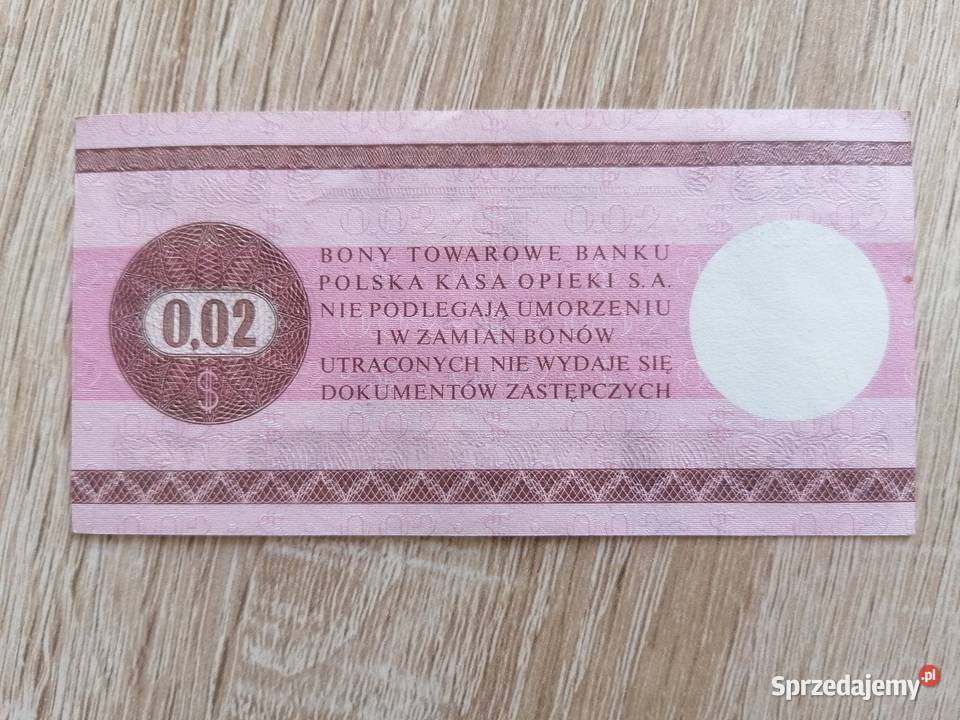 BONY TOWAROWE BANKU
POLSKA KASA OPIEKI S.A.
NIE PODLEGAJĄ UMORZENIU
I W ZAMIAN BONÓW
UTRACONYCH NIE WYDAJE SIĘ
DOKUMENTÓW ZASTĘPCZYCH
0,02
$
Sprzedajemy.pl